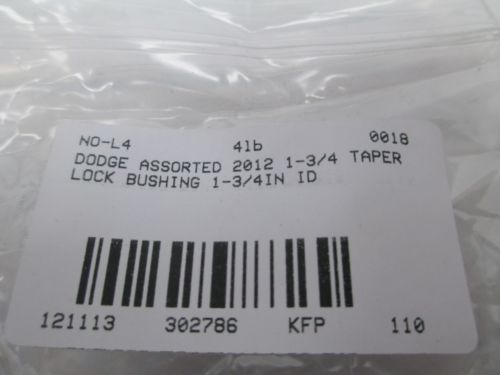 NO-L4 4lb 0018
DODGE ASSORTED 2012 1-3/4 TAPER
LOCK BUSHING 1-3/4IN ID
121113 302786 KFP 110